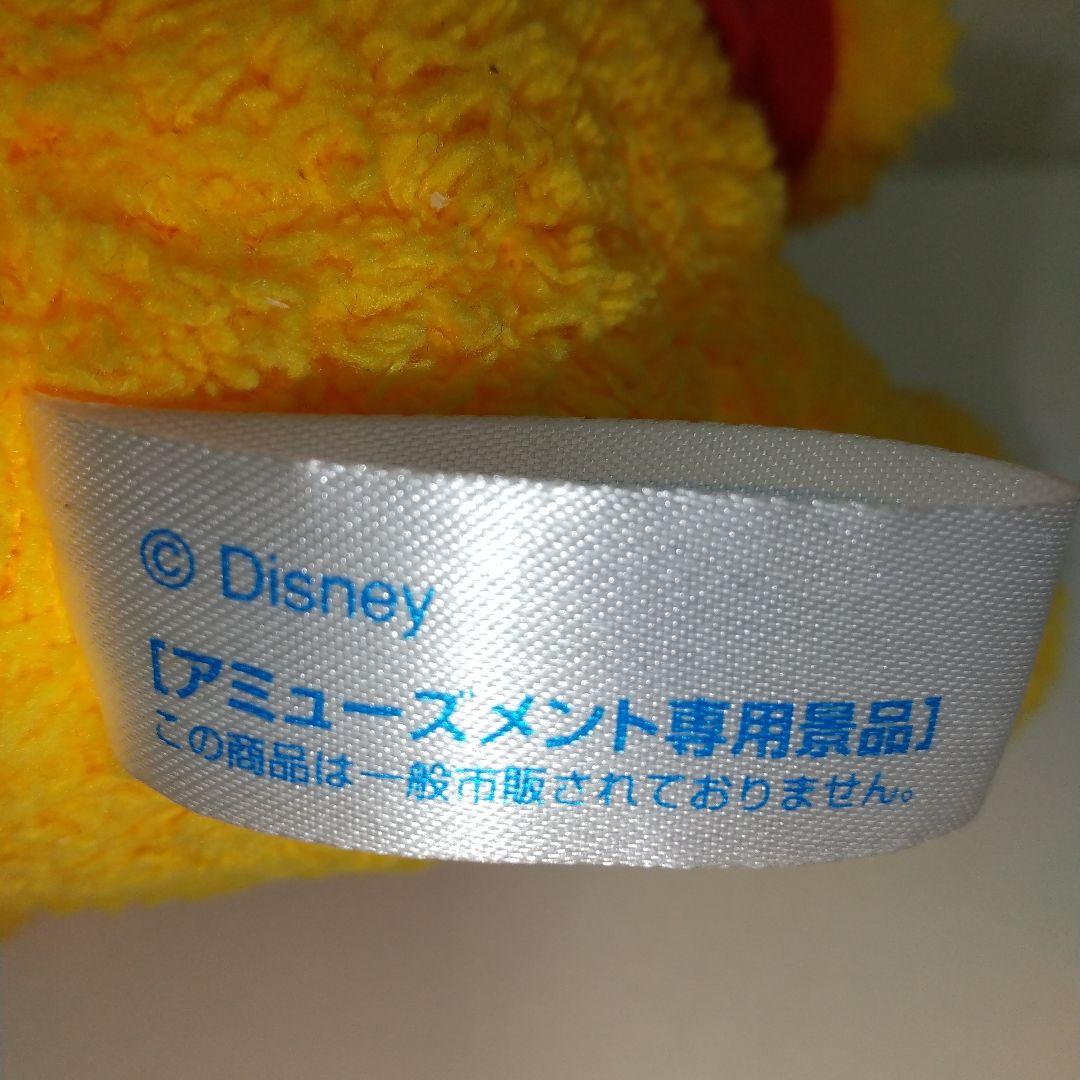 © Disney
【アミューズメント専用景品】
この商品は一般市販されておりません。